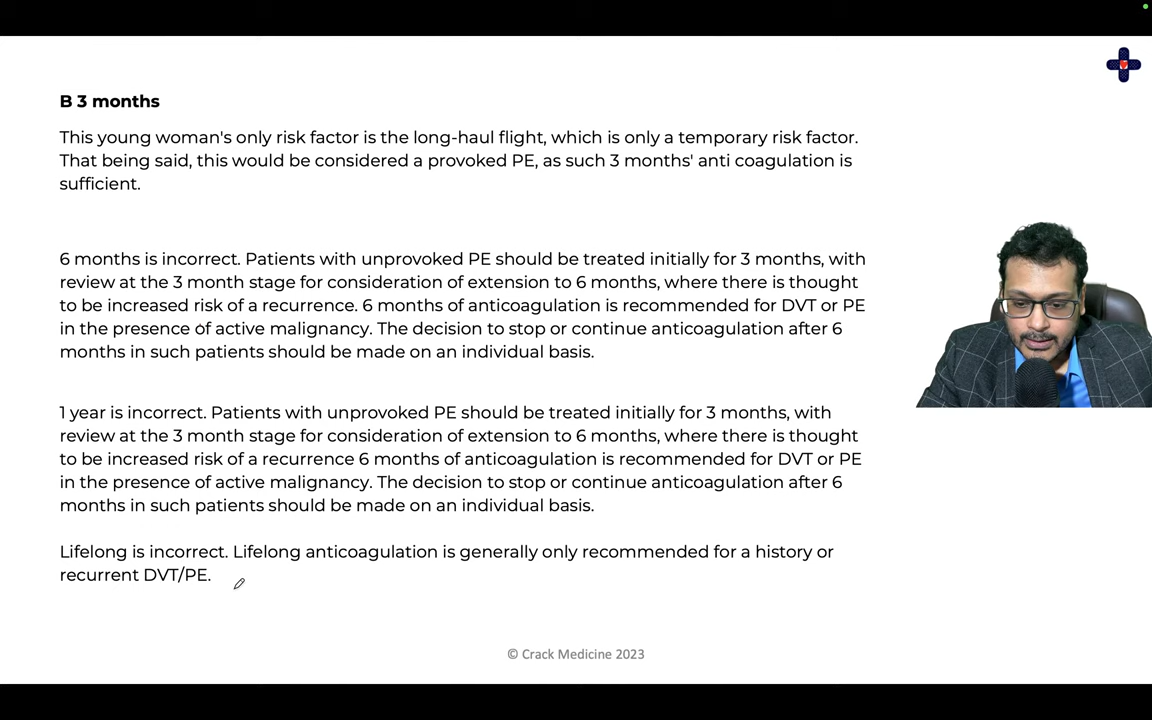 B 3 months
This young woman's only risk factor is the long-haul flight, which is only a temporary risk factor.
That being said, this would be considered a provoked PE, as such 3 months' anti coagulation is
sufficient.
6 months is incorrect. Patients with unprovoked PE should be treated initially for 3 months, with
review at the 3 month stage for consideration of extension to 6 months, where there is thought
to be increased risk of a recurrence. 6 months of anticoagulation is recommended for DVT or PE
in the presence of active malignancy. The decision to stop or continue anticoagulation after 6
months in such patients should be made on an individual basis.
1 year is incorrect. Patients with unprovoked PE should be treated initially for 3 months, with
review at the 3 month stage for consideration of extension to 6 months, where there is thought
to be increased risk of a recurrence 6 months of anticoagulation is recommended for DVT or PE
in the presence of active malignancy. The decision to stop or continue anticoagulation after 6
months in such patients should be made on an individual basis.
Lifelong is incorrect. Lifelong anticoagulation is generally only recommended for a history or
recurrent DVT/PE.
© Crack Medicine 2023